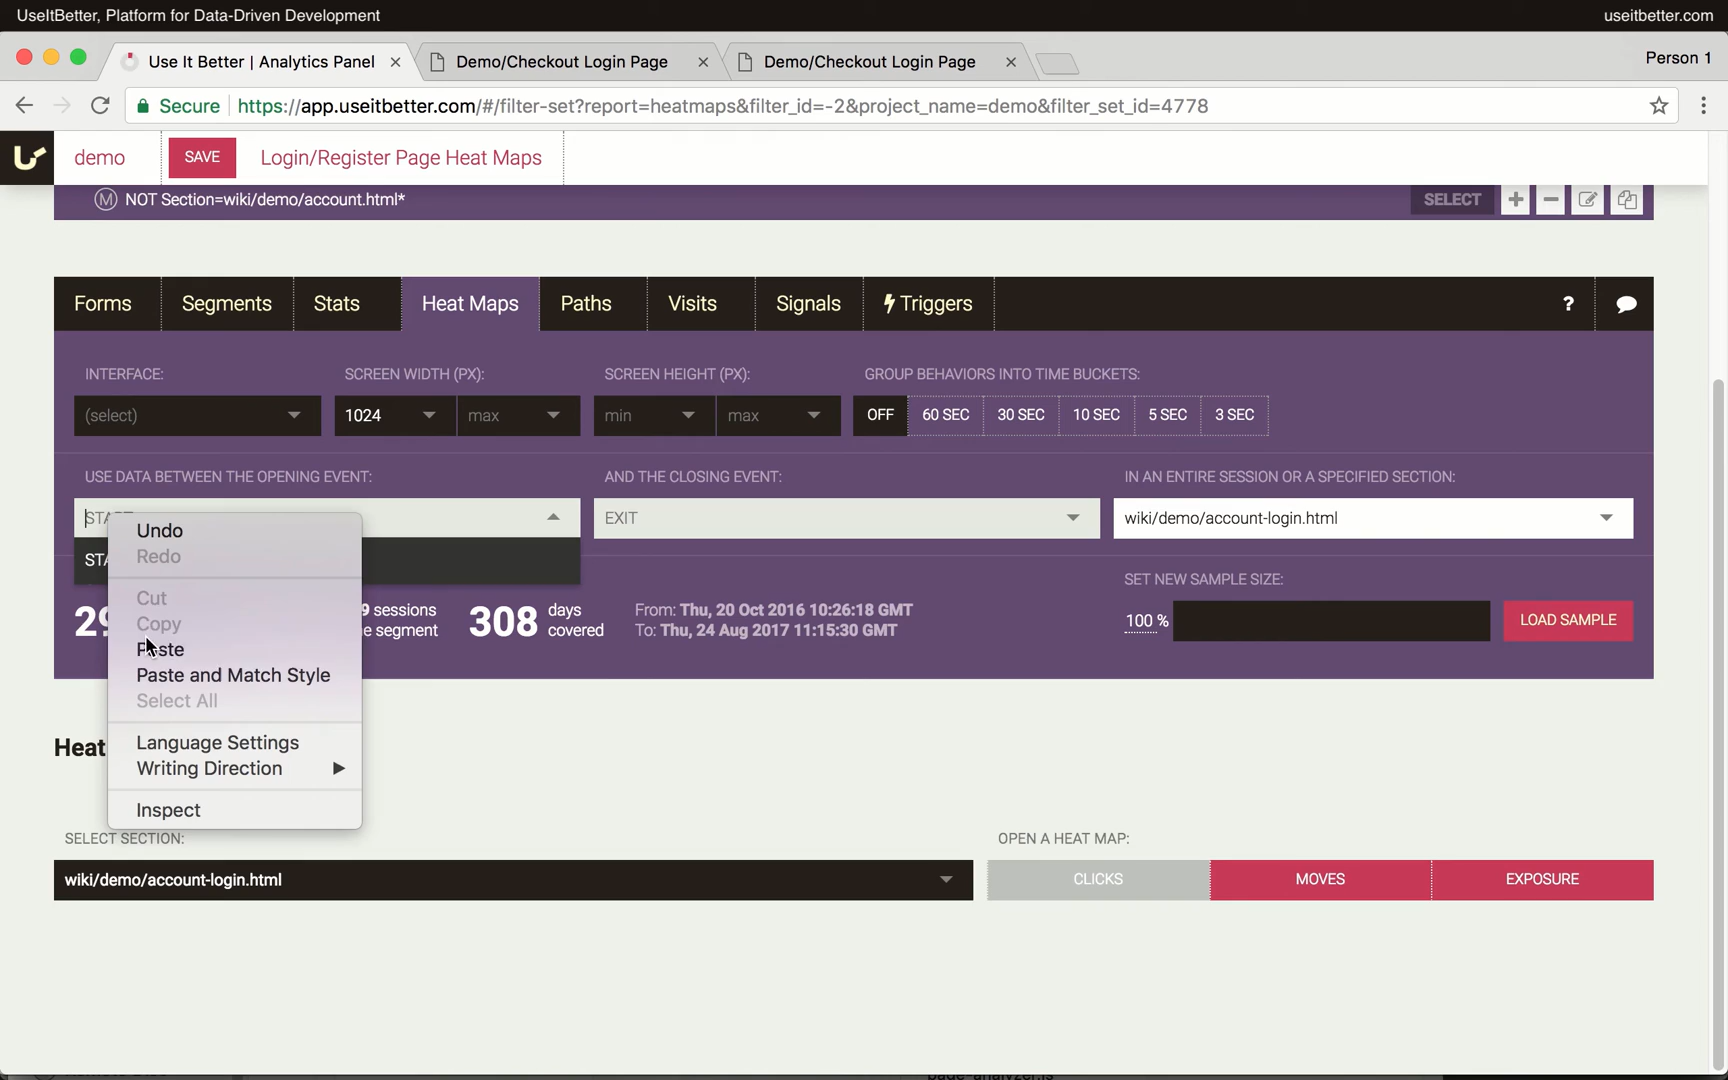 UseItBetter, Platform for Data-Driven Development
useitbetter.com
Use It Better | Analytics Panel
Demo/Checkout Login Page
Demo/Checkout Login Page
Person 1
Secure
https://app.useitbetter.com/#/filter-set?report=heatmaps&filter_id=-2&project_name=demo&filter_set_id=4778
demo
SAVE
Login/Register Page Heat Maps
M NOT Section=wiki/demo/account.html*
SELECT
Forms
Segments
Stats
Heat Maps
Paths
Visits
Signals
Triggers
?
INTERFACE:
SCREEN WIDTH (PX):
SCREEN HEIGHT (PX):
GROUP BEHAVIORS INTO TIME BUCKETS:
(select)
1024
max
min
max
OFF
60 SEC
30 SEC
10 SEC
5 SEC
3 SEC
USE DATA BETWEEN THE OPENING EVENT:
AND THE CLOSING EVENT:
IN AN ENTIRE SESSION OR A SPECIFIED SECTION:
EXIT
wiki/demo/account-login.html
Undo
Redo
Cut
Copy
Paste
Paste and Match Style
Select All
Language Settings
Writing Direction
Inspect
9 sessions
segment
308 days covered
From: Thu, 20 Oct 2016 10:26:18 GMT
To: Thu, 24 Aug 2017 11:15:30 GMT
SET NEW SAMPLE SIZE:
100 %
LOAD SAMPLE
Heat
SELECT SECTION:
OPEN A HEAT MAP:
wiki/demo/account-login.html
CLICKS
MOVES
EXPOSURE